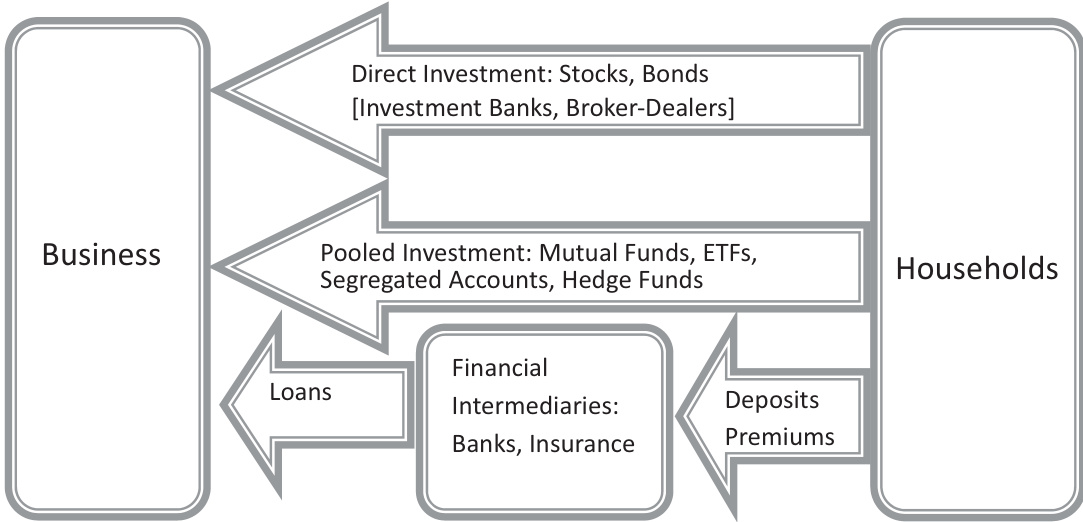 Direct Investment: Stocks, Bonds
[Investment Banks, Broker-Dealers]
Business
Pooled Investment: Mutual Funds, ETFs,
Segregated Accounts, Hedge Funds
Households
Loans
Financial
Intermediaries:
Banks, Insurance
Deposits
Premiums